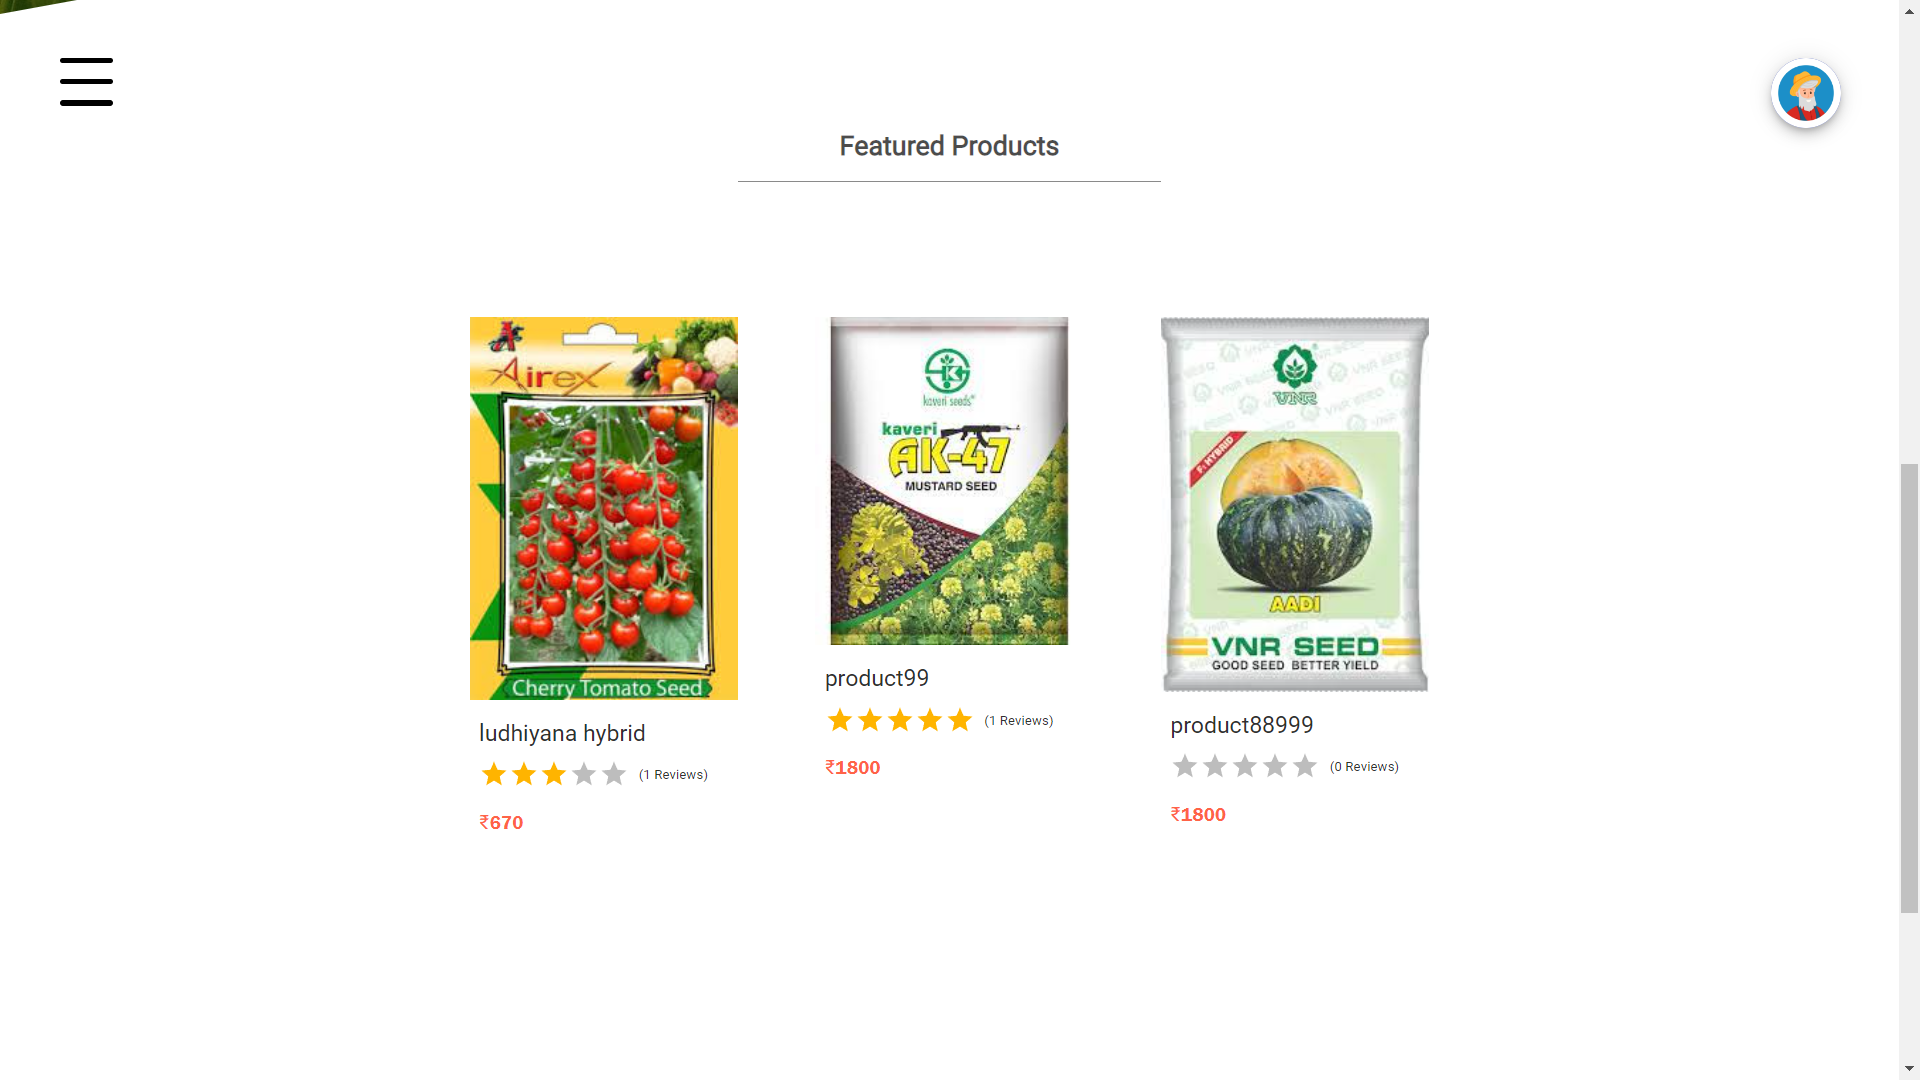 Featured Products
Airex
Cherry Tomato Seed
ludhiyana hybrid
(1 Reviews)
₹670
kaveri seeds
kaveri
AK-47
MUSTARD SEED
product99
(1 Reviews)
₹1800
VNR
F1 HYBRID
AADI
VNR SEED
GOOD SEED BETTER YIELD
product88999
(0 Reviews)
₹1800